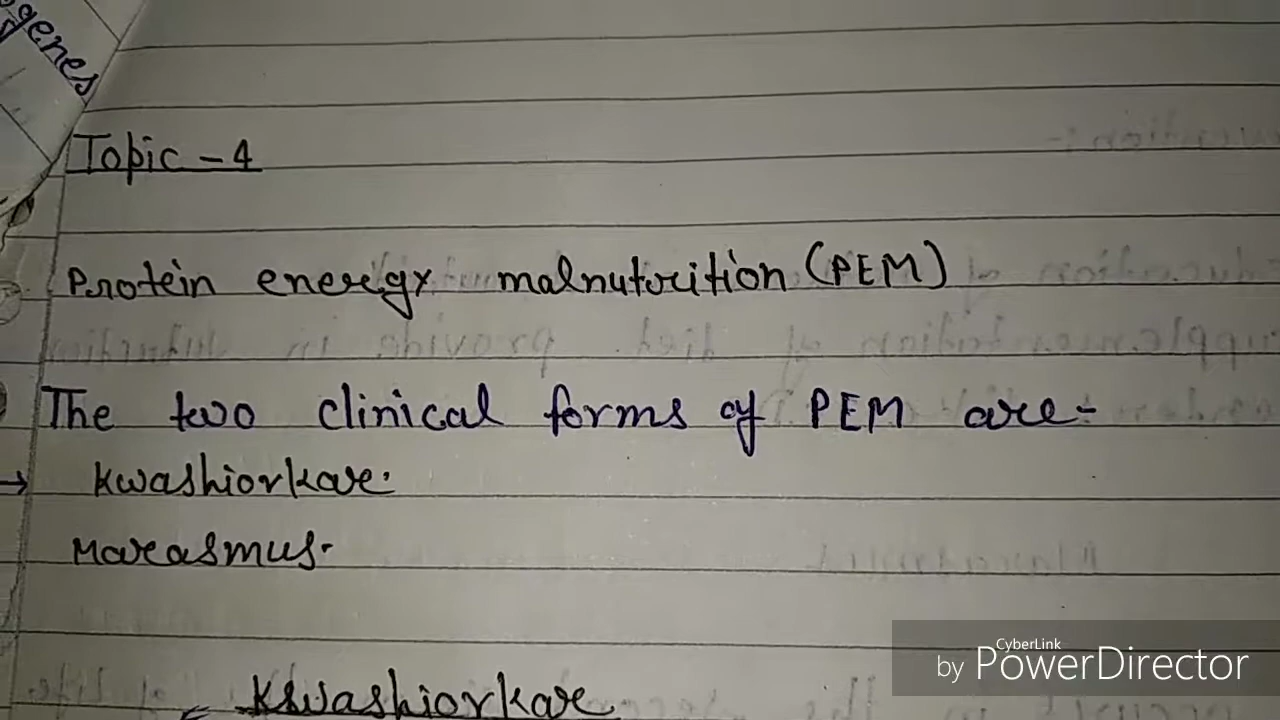 genes
Topic - 4
Protein energy malnutrition (PEM)
The two clinical forms of PEM are-
→ Kwashiorkar.
Marasmus.
Kswashiorkar
CyberLink
by PowerDirector